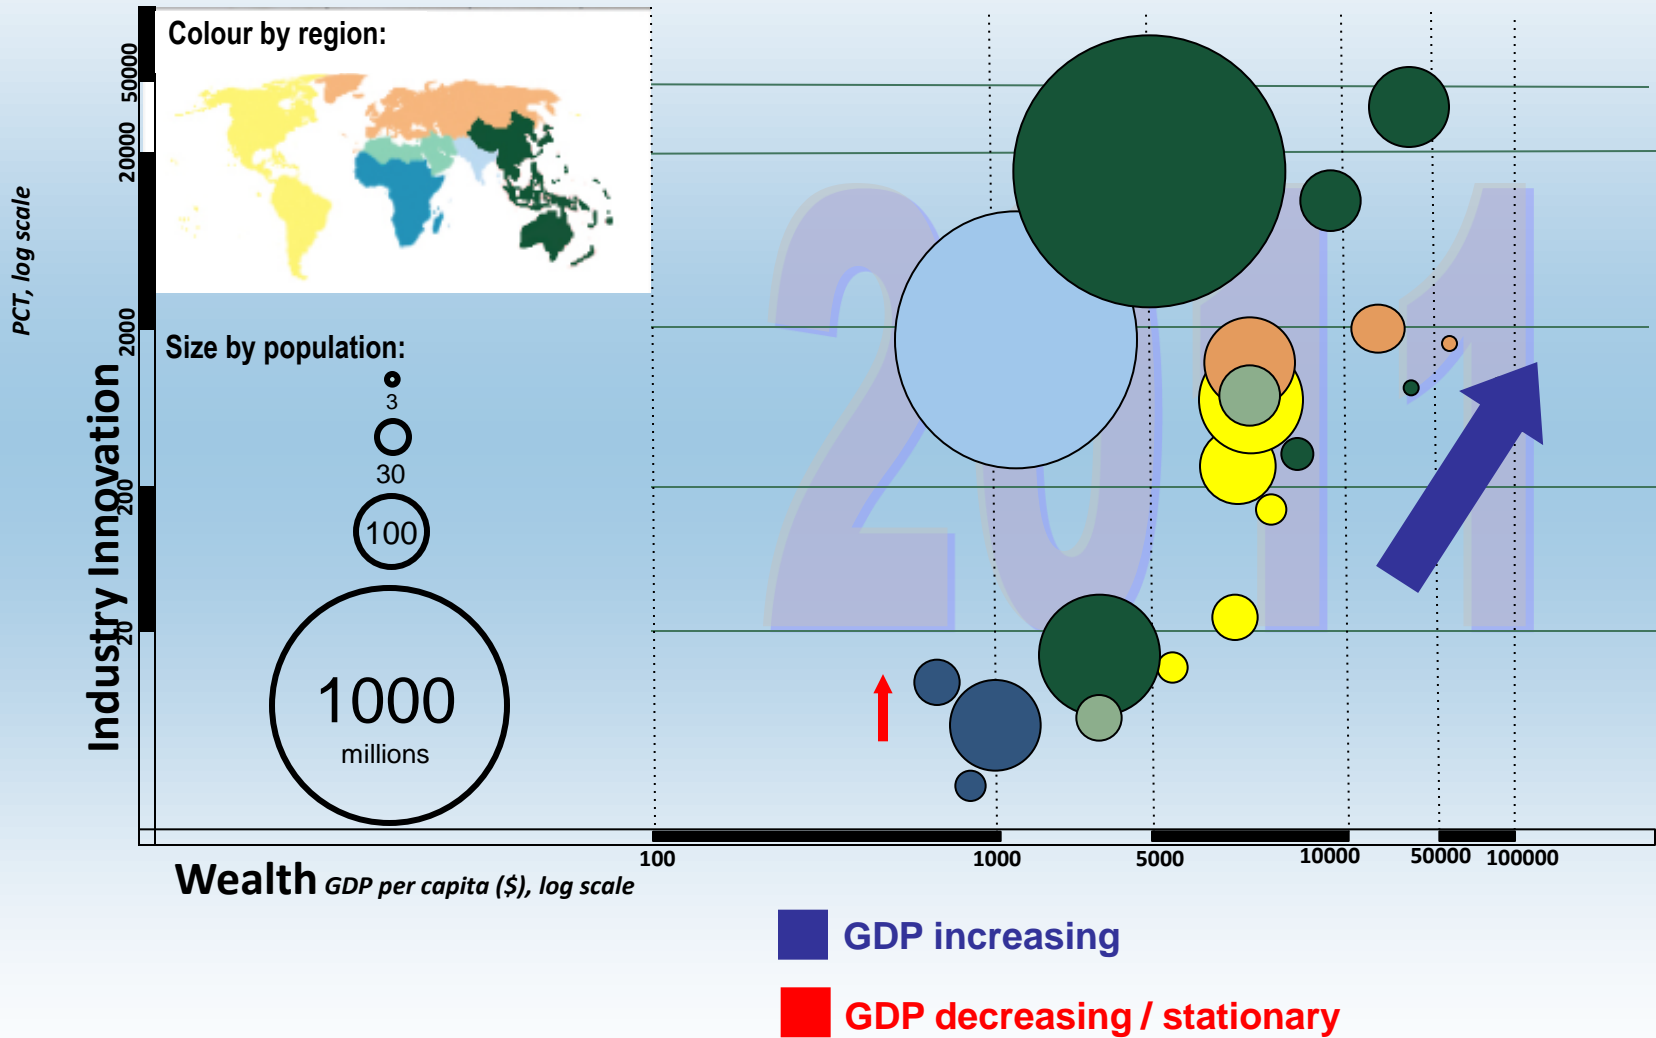 Colour by region:
50000
20000
PCT, log scale
2000
Size by population:
3
30
200
100
Industry Innovation
20
1000
millions
2011
100
1000
5000
10000
50000
100000
Wealth GDP per capita ($), log scale
GDP increasing
GDP decreasing / stationary